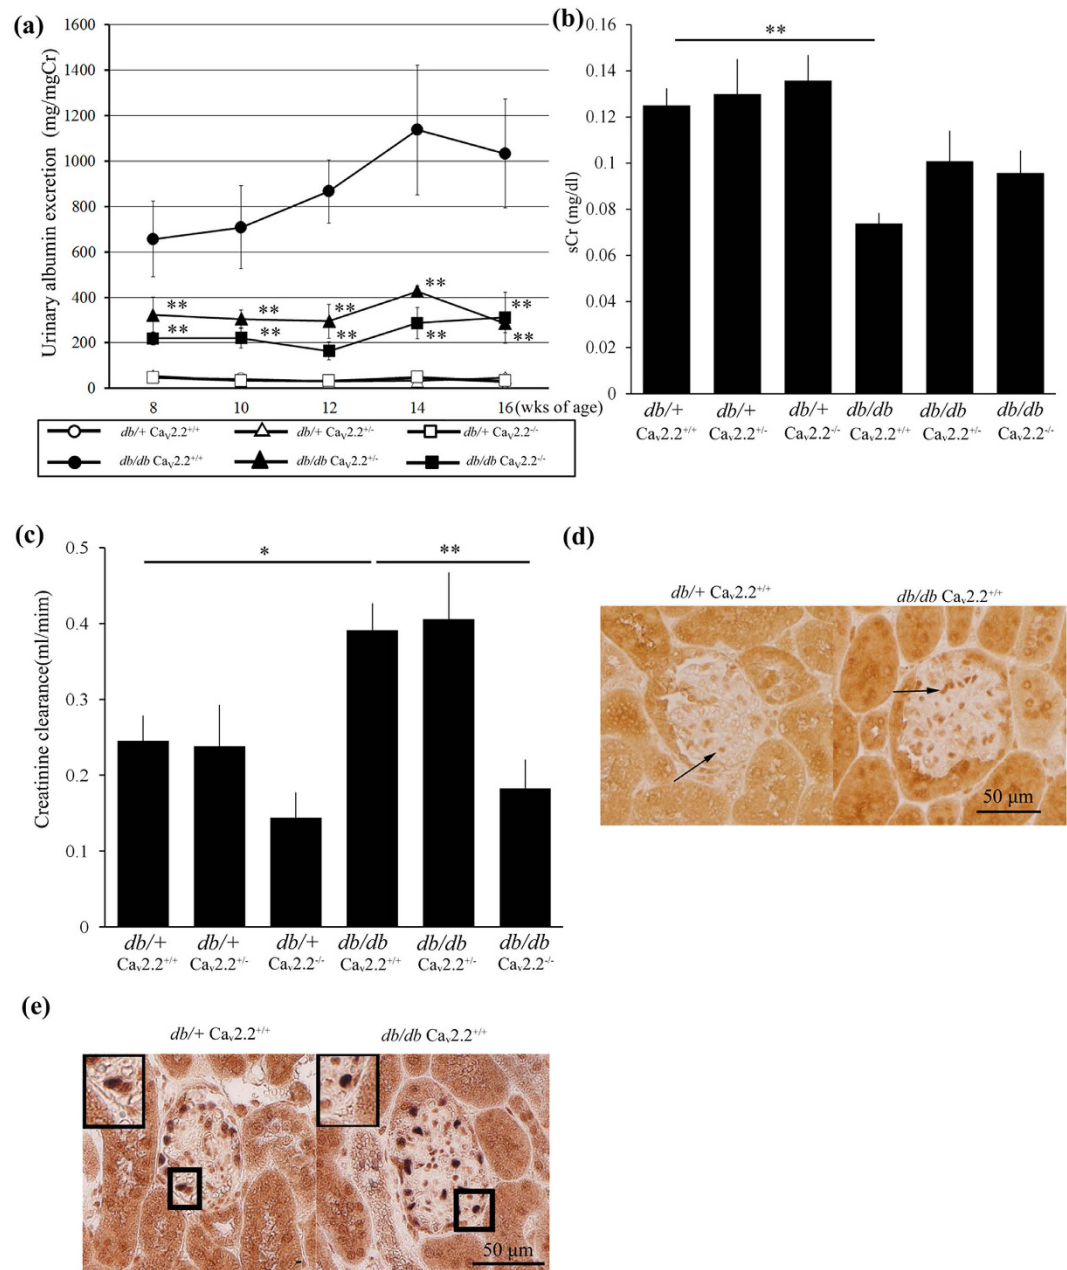 (a)
Urinary albumin excretion (mg/mgCr)
1600
1400
1200
1000
800
600
400
200
0
** ** ** ** **
** ** ** ** **
8 10 12 14 16 (wks of age)
db/+ Cav2.2+/+ db/+ Cav2.2+/- db/+ Cav2.2-/-
db/db Cav2.2+/+ db/db Cav2.2+/- db/db Cav2.2-/-
(b)
sCr (mg/dl)
0.16
0.14
0.12
0.1
0.08
0.06
0.04
0.02
0
**
db/+ db/+ db/+ db/db db/db db/db
Cav2.2+/+ Cav2.2+/- Cav2.2-/- Cav2.2+/+ Cav2.2+/- Cav2.2-/-
(c)
Creatinine clearance(ml/mim)
0.5
0.4
0.3
0.2
0.1
0
* **
db/+ db/+ db/+ db/db db/db db/db
Cav2.2+/+ Cav2.2+/- Cav2.2-/- Cav2.2+/+ Cav2.2+/- Cav2.2-/-
(d)
db/+ Cav2.2+/+ db/db Cav2.2+/+
50 μm
(e)
db/+ Cav2.2+/+ db/db Cav2.2+/+
50 μm